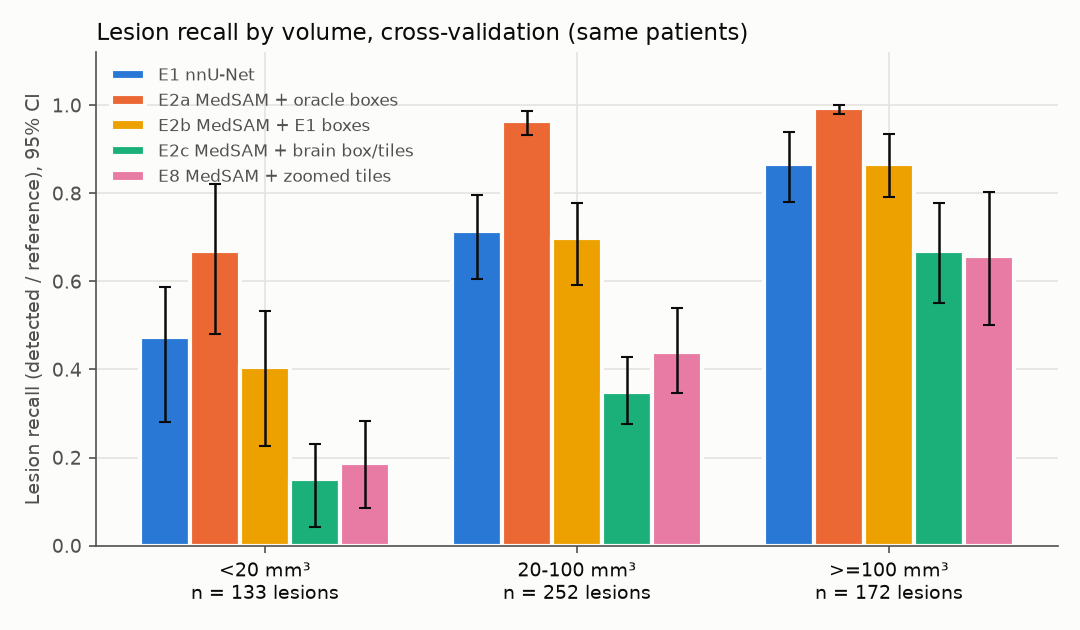 Lesion recall by volume, cross-validation (same patients)
E1 nnU-Net
E2a MedSAM + oracle boxes
E2b MedSAM + E1 boxes
E2c MedSAM + brain box/tiles
E8 MedSAM + zoomed tiles
Lesion recall (detected / reference), 95% CI
1.0
0.8
0.6
0.4
0.2
0.0
<20 mm³
n = 133 lesions
20-100 mm³
n = 252 lesions
>=100 mm³
n = 172 lesions